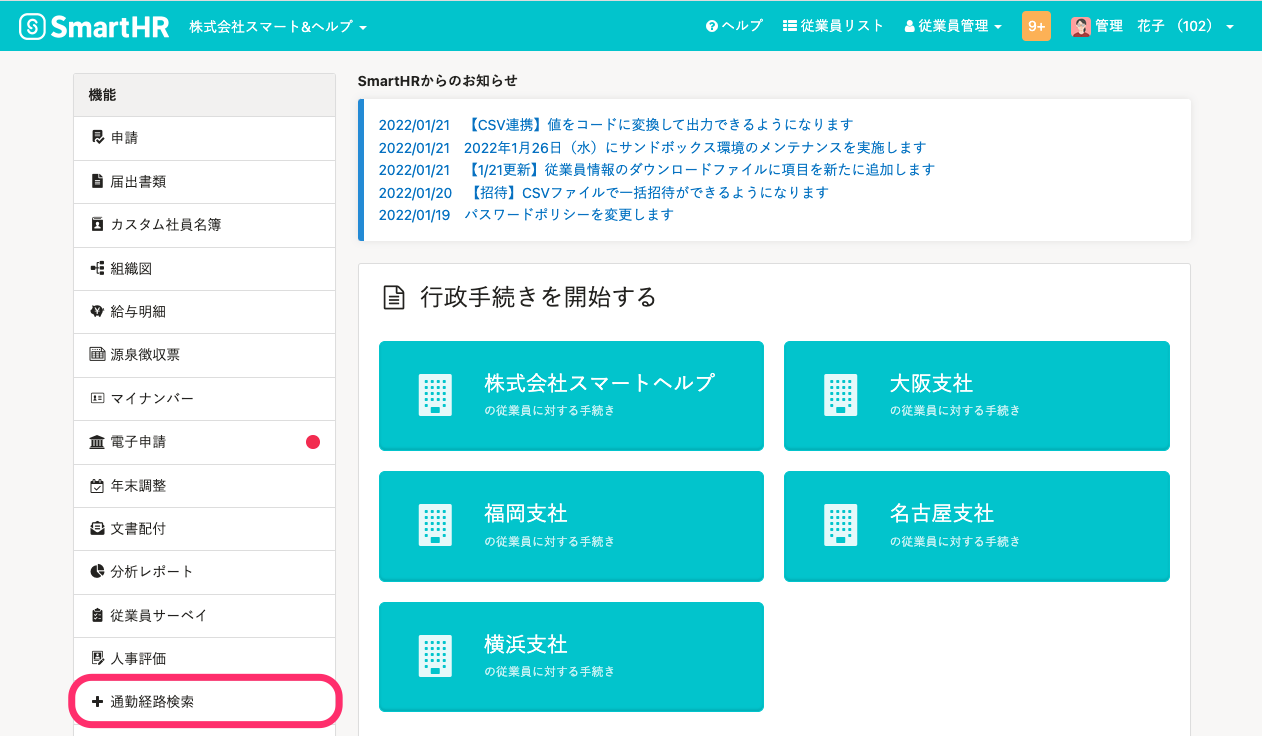 SmartHR 株式会社スマート&ヘルプ ヘルプ 従業員リスト 従業員管理 9+ 管理 花子 （102）
機能
申請
届出書類
カスタム社員名簿
組織図
給与明細
源泉徴収票
マイナンバー
電子申請
年末調整
文書配付
分析レポート
従業員サーベイ
人事評価
通勤経路検索
SmartHRからのお知らせ
2022/01/21 【CSV連携】値をコードに変換して出力できるようになります
2022/01/21 2022年1月26日（水）にサンドボックス環境のメンテナンスを実施します
2022/01/21 【1/21更新】従業員情報のダウンロードファイルに項目を新たに追加します
2022/01/20 【招待】CSVファイルで一括招待ができるようになります
2022/01/19 パスワードポリシーを変更します
行政手続きを開始する
株式会社スマートヘルプ
の従業員に対する手続き
大阪支社
の従業員に対する手続き
福岡支社
の従業員に対する手続き
名古屋支社
の従業員に対する手続き
横浜支社
の従業員に対する手続き